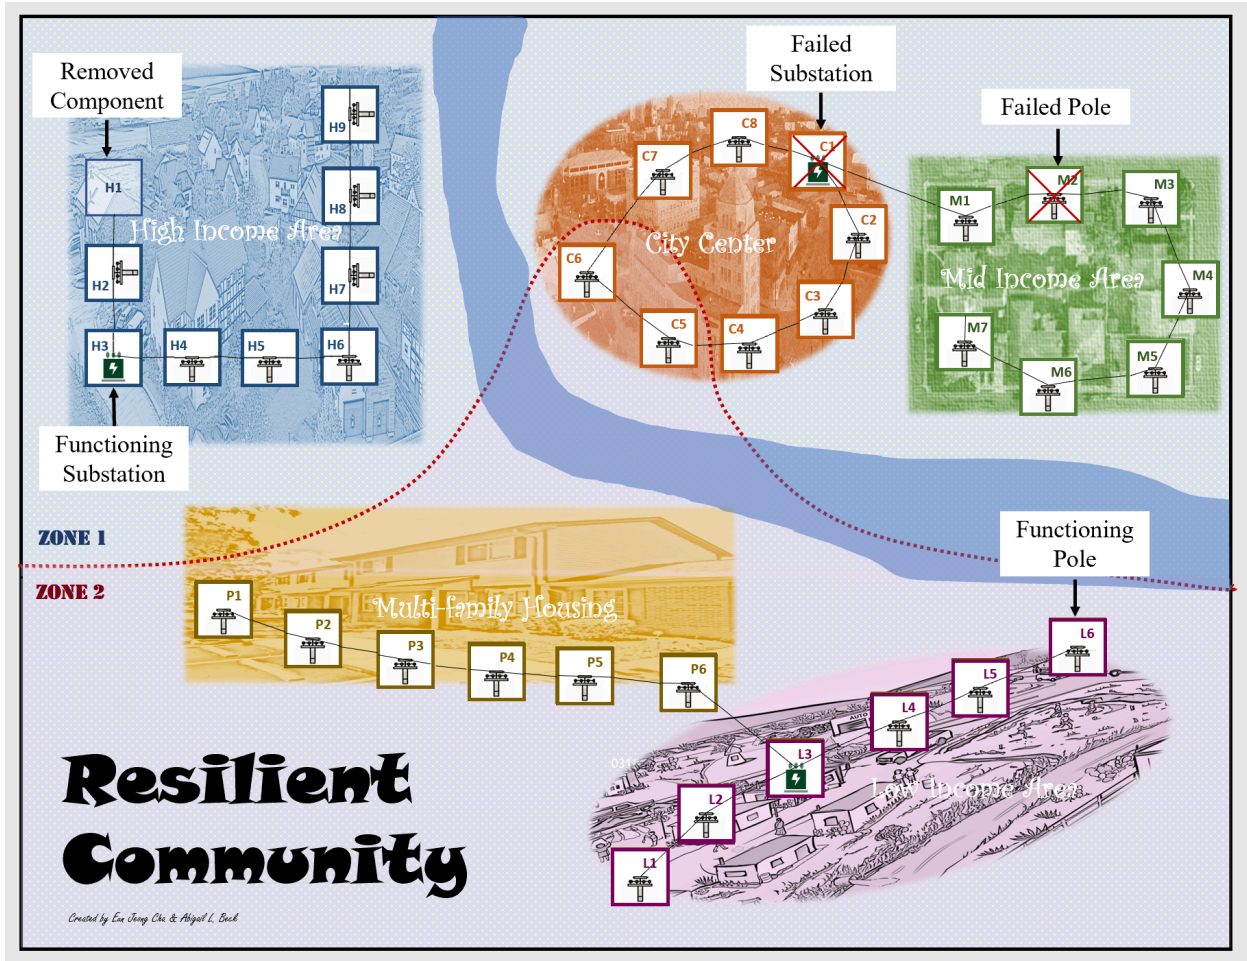 Removed
Component
Failed
Substation
Failed Pole
H9
H1
H8
High Income Area
H2
H7
H3
H4
H5
H6
Functioning
Substation
C8
C1
C7
C2
City Center
C6
C3
C5
C4
M1
M2
M3
Mid Income Area
M4
M7
M5
M6
ZONE 1
ZONE 2
Functioning
Pole
Multi-family Housing
P1
P2
P3
P4
P5
P6
L6
L5
L4
AUTO
L3
Low Income Area
L2
L1
Resilient
Community
Created by Eun Jeong Cha & Abigail L. Beck